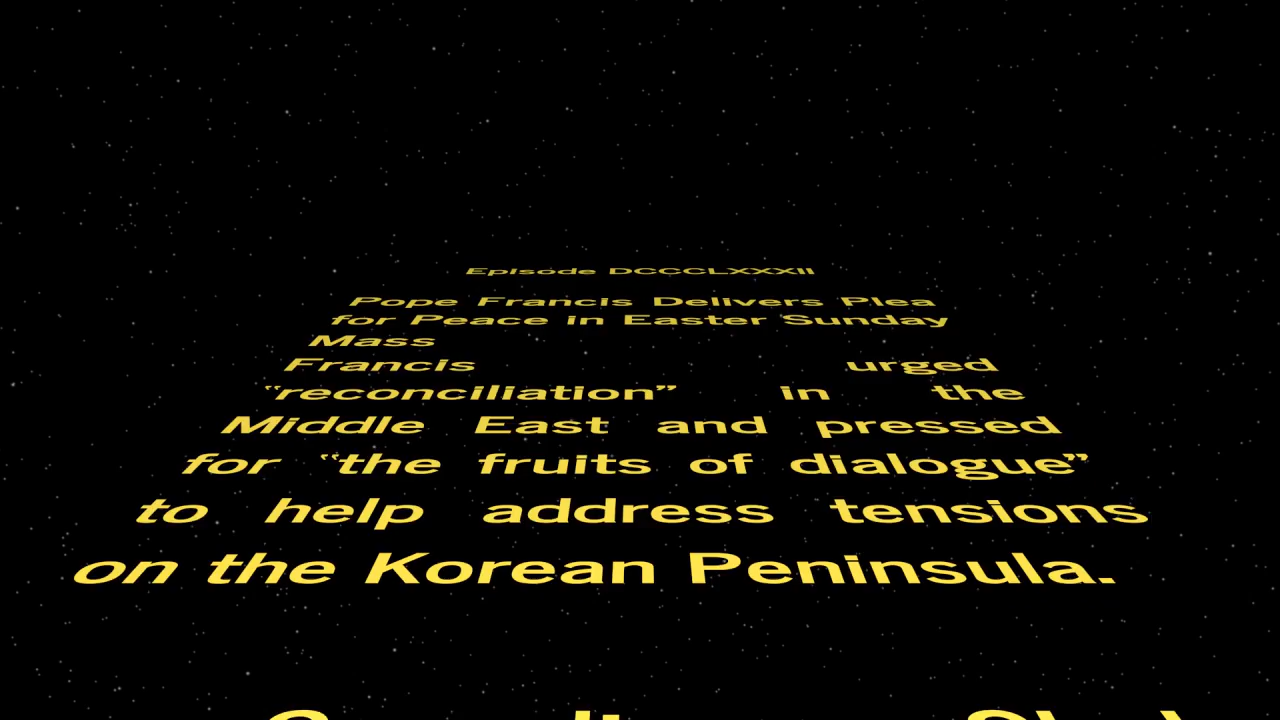 Episode DCCCLXXXII
Pope Francis Delivers Plea
for Peace in Easter Sunday
Mass
Francis urged
“reconciliation” in the
Middle East and pressed
for “the fruits of dialogue”
to help address tensions
on the Korean Peninsula.